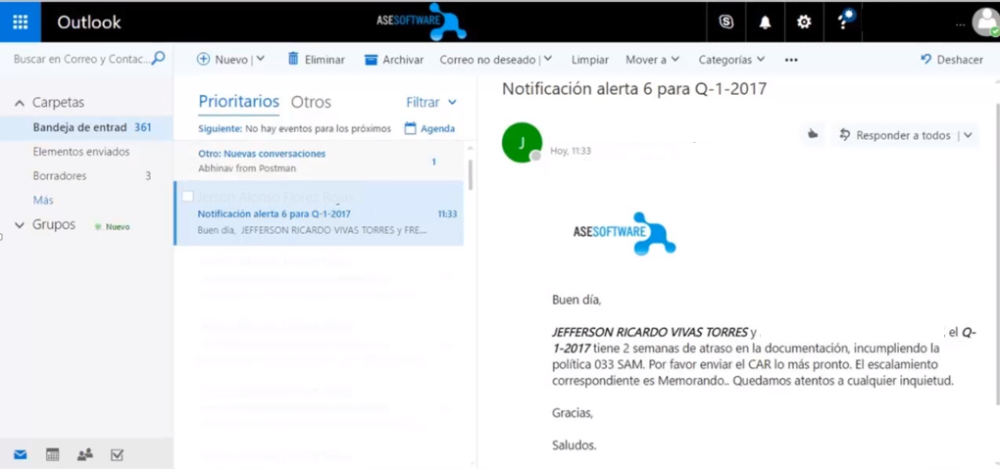 Outlook
ASESOFTWARE
...
Buscar en Correo y Contac...
Nuevo
Eliminar
Archivar
Correo no deseado
Limpiar
Mover a
Categorías
Deshacer
Carpetas
Bandeja de entrad 361
Elementos enviados
Borradores 3
Más
Grupos Nuevo
Prioritarios Otros Filtrar
Siguiente: No hay eventos para los próximos Agenda
Otro: Nuevas conversaciones
Abhinav from Postman 1
Jerson Alonso Florez Rojas
Notificación alerta 6 para Q-1-2017 11:33
Buen día, JEFFERSON RICARDO VIVAS TORRES y FRE...
Notificación alerta 6 para Q-1-2017
J
Hoy, 11:33
Responder a todos
ASESOFTWARE
Buen día,
JEFFERSON RICARDO VIVAS TORRES y , el Q-
1-2017 tiene 2 semanas de atraso en la documentación, incumpliendo la
política 033 SAM. Por favor enviar el CAR lo más pronto. El escalamiento
correspondiente es Memorando.. Quedamos atentos a cualquier inquietud.
Gracias,
Saludos.